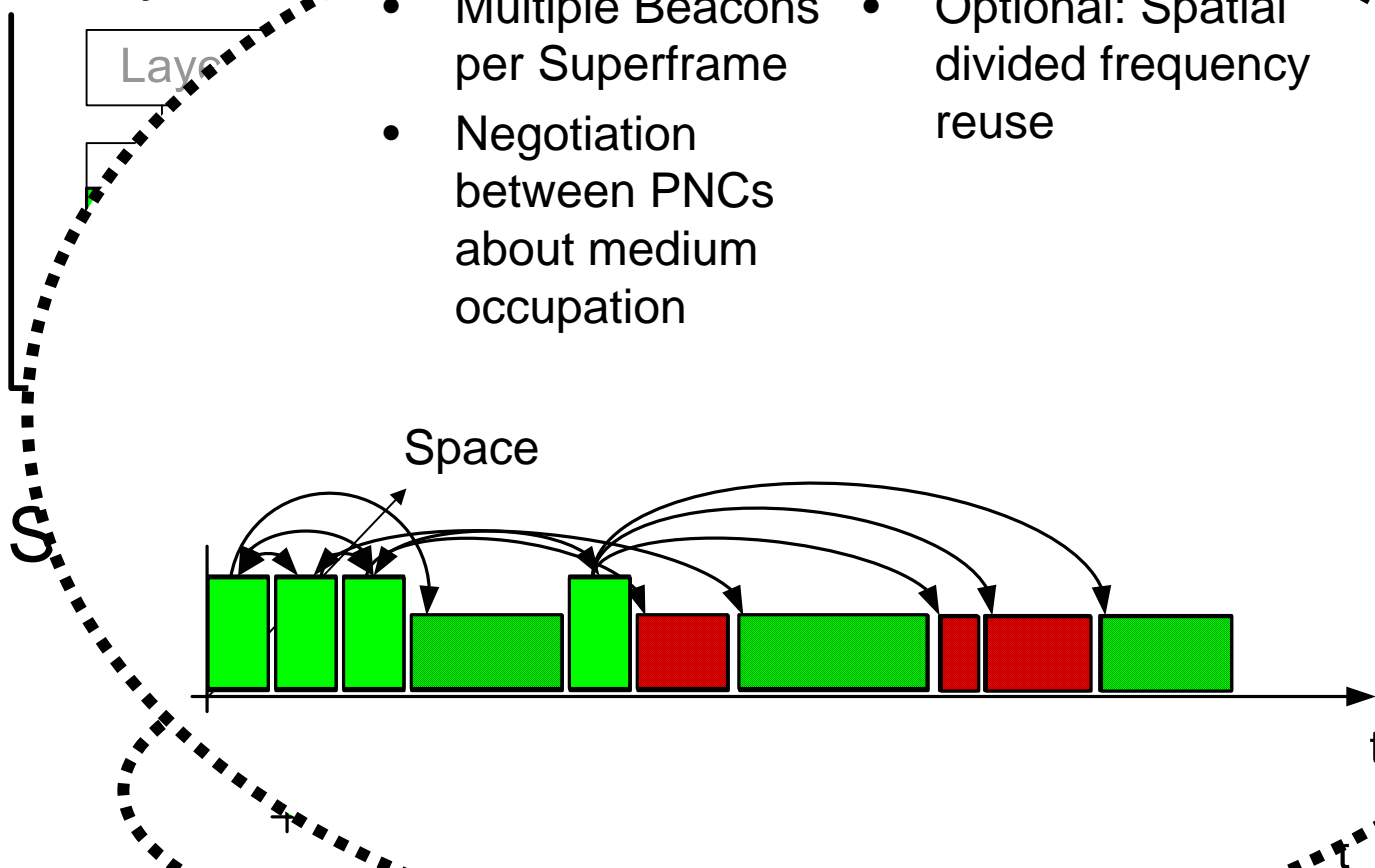 • Multiple Beacons
per Superframe
• Negotiation
between PNCs
about medium
occupation
• Optional: Spatial
divided frequency
reuse
Space
S
t
t